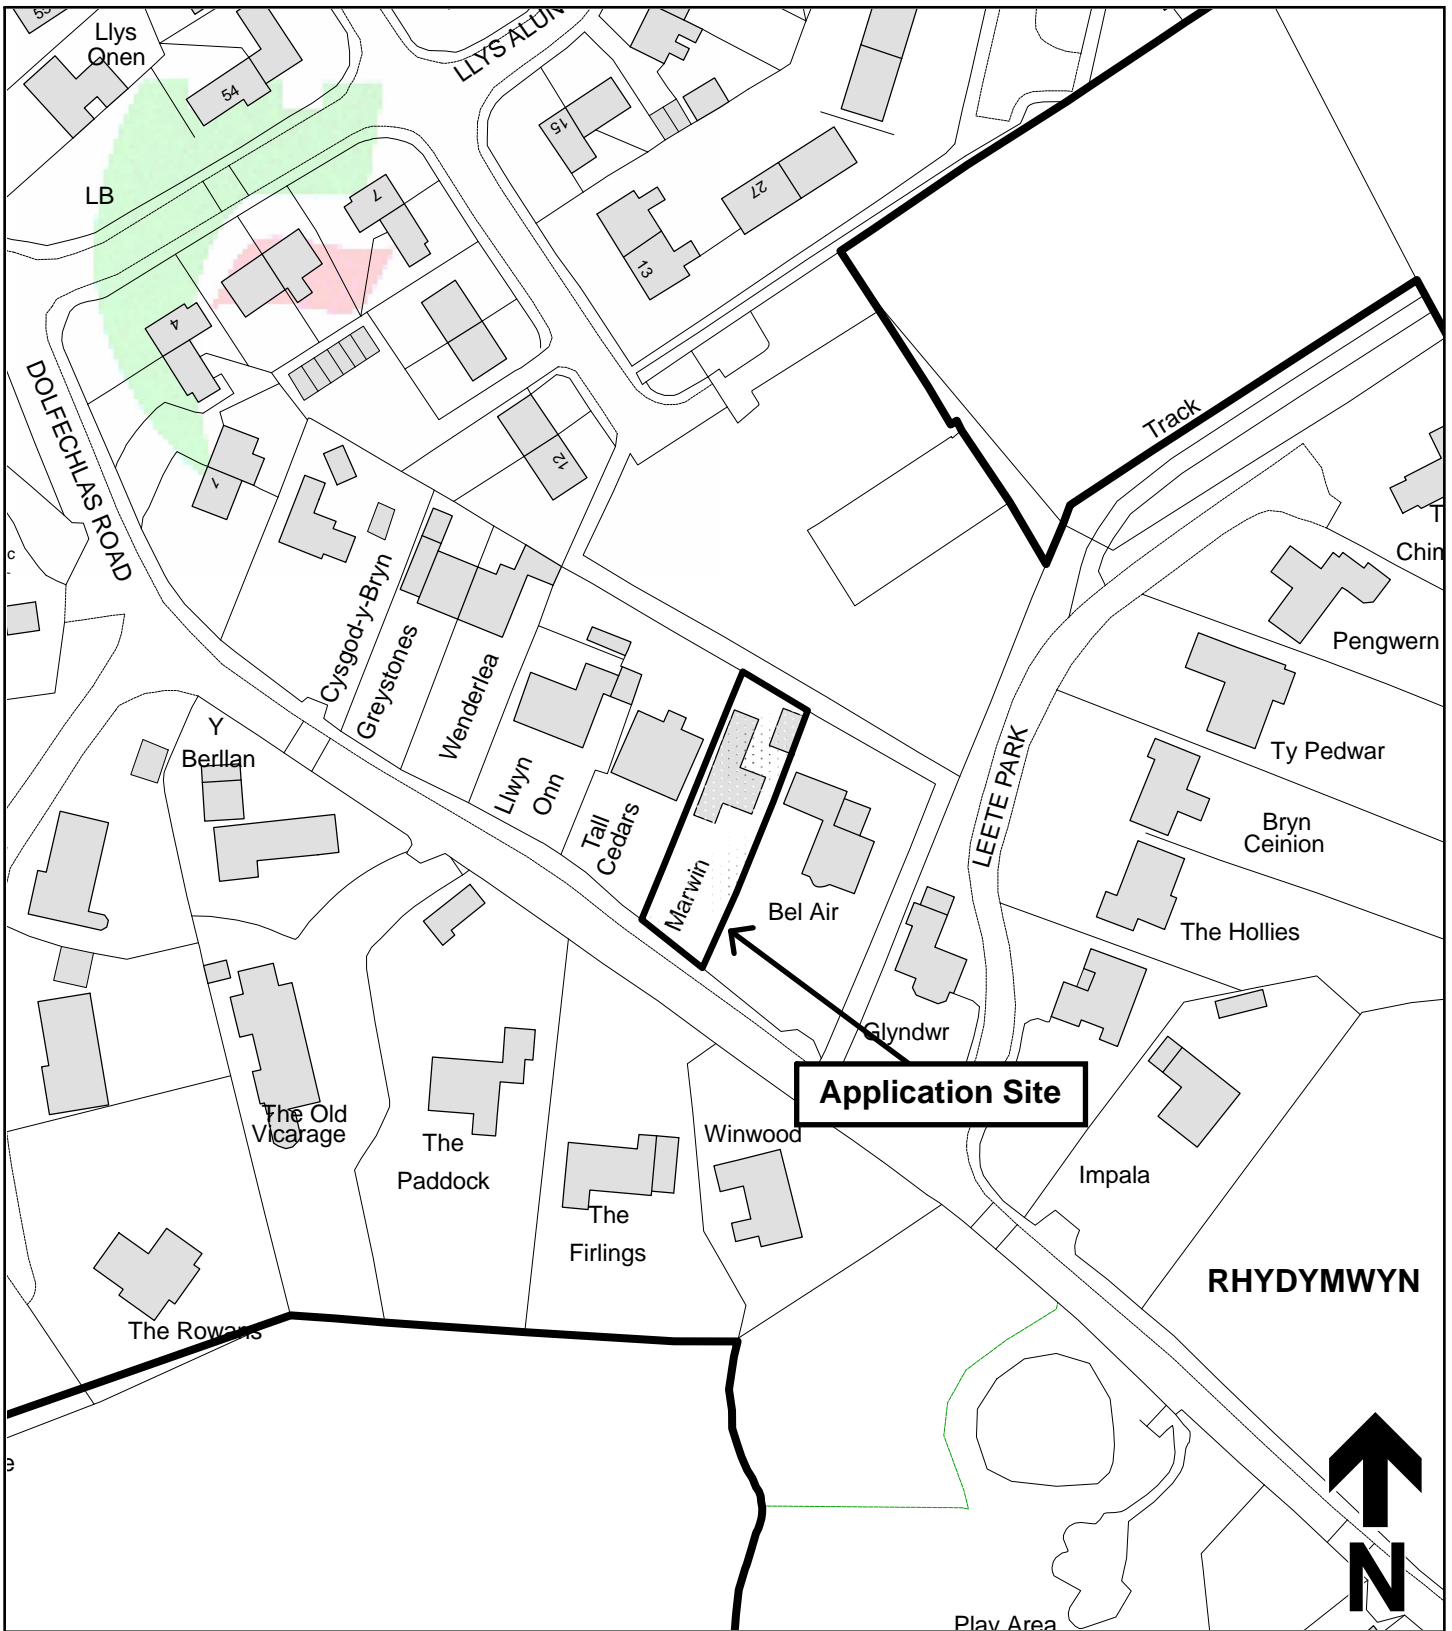 Llys
Onen
LLYS ALUN
54
15
LB
7
27
13
4
DOLFECHLAS ROAD
Track
12
1
Cysgod-y-Bryn
Greystones
Wenderlea
Pengwern
Y
Berllan
Llwyn
Onn
Tall
Cedars
LEETE PARK
Ty Pedwar
Bryn
Ceinion
Marwin
Bel Air
The Hollies
Glyndwr
Application Site
The Old
Vicarage
The
Paddock
Winwood
Impala
The
Firlings
The Rowans
RHYDYMWYN
N
Play Area